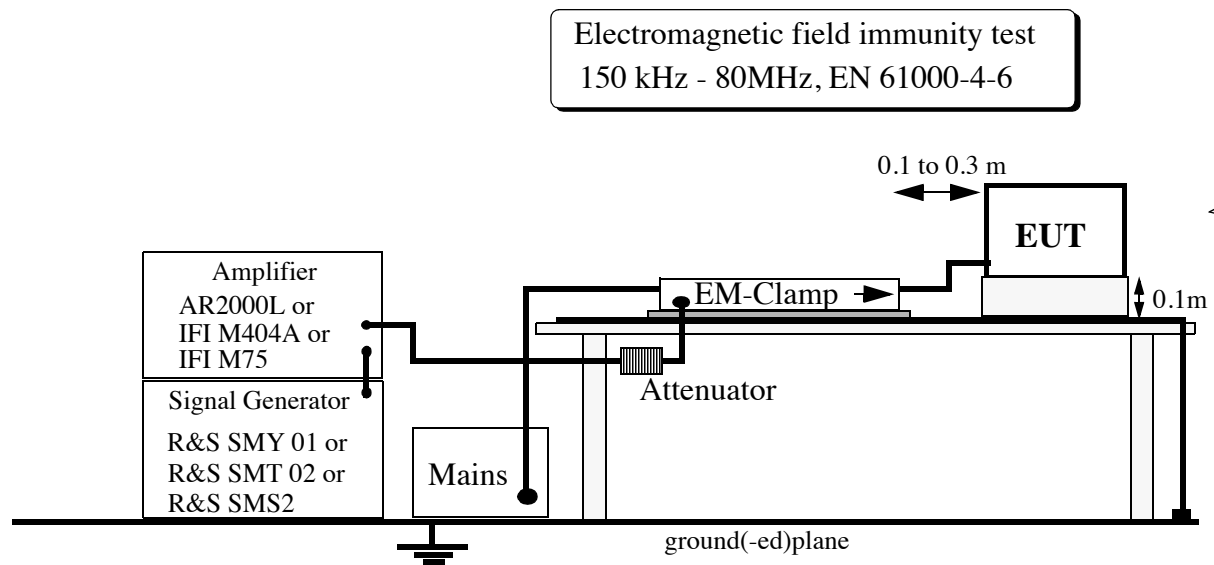 Electromagnetic field immunity test
150 kHz - 80MHz, EN 61000-4-6
0.1 to 0.3 m
EUT
Amplifier
AR2000L or
IFI M404A or
IFI M75
EM-Clamp
0.1m
Attenuator
Signal Generator
R&S SMY 01 or
R&S SMT 02 or
R&S SMS2
Mains
ground(-ed)plane